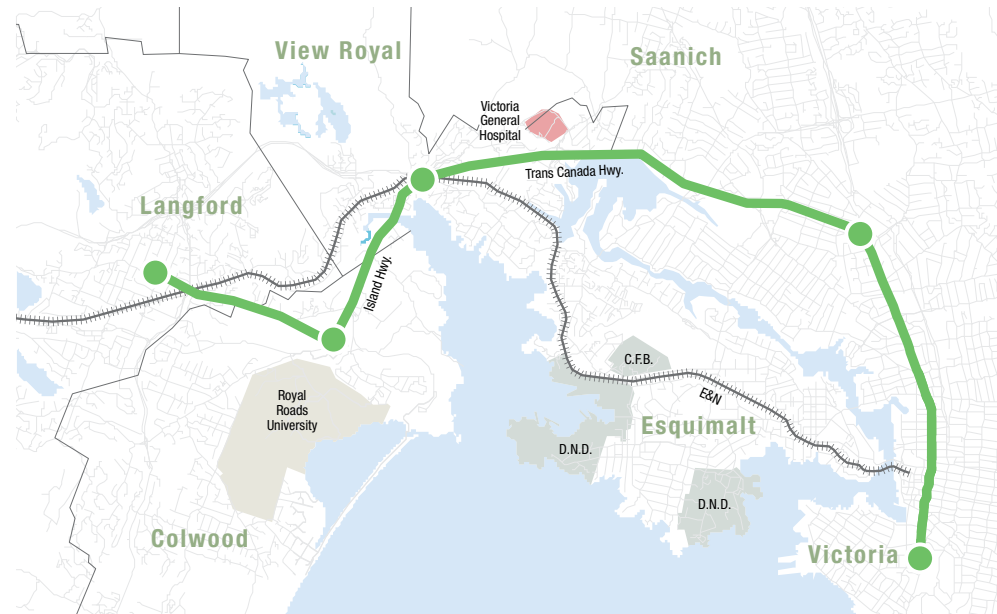 View Royal
Saanich
Victoria
General
Hospital
Trans Canada Hwy.
Langford
Island Hwy.
C.F.B.
E&N
Royal
Roads
University
Esquimalt
D.N.D.
D.N.D.
Colwood
Victoria